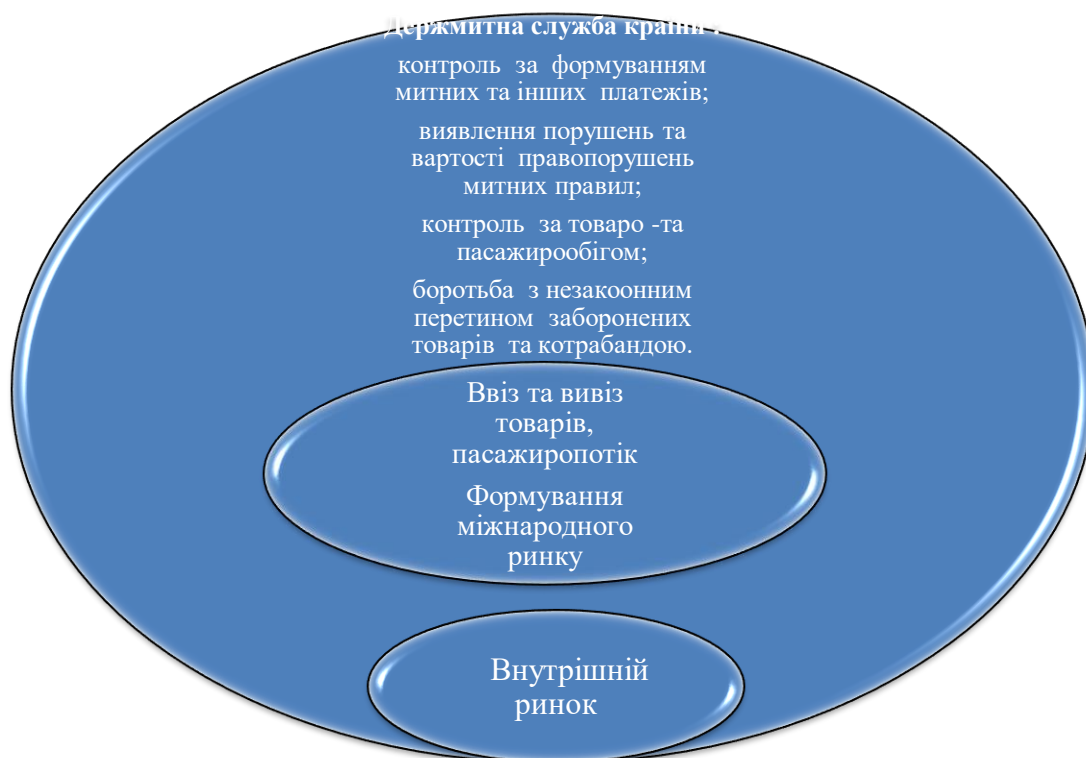 Держмитна служба країни :
контроль за формуванням
митних та інших платежів;
виявлення порушень та
вартості правопорушень
митних правил;
контроль за товаро -та
пасажирообігом;
боротьба з незакоонним
перетином заборонених
товарів та котрабандою.
Ввіз та вивіз
товарів,
пасажиропотік
Формування
міжнародного
ринку
Внутрішній
ринок